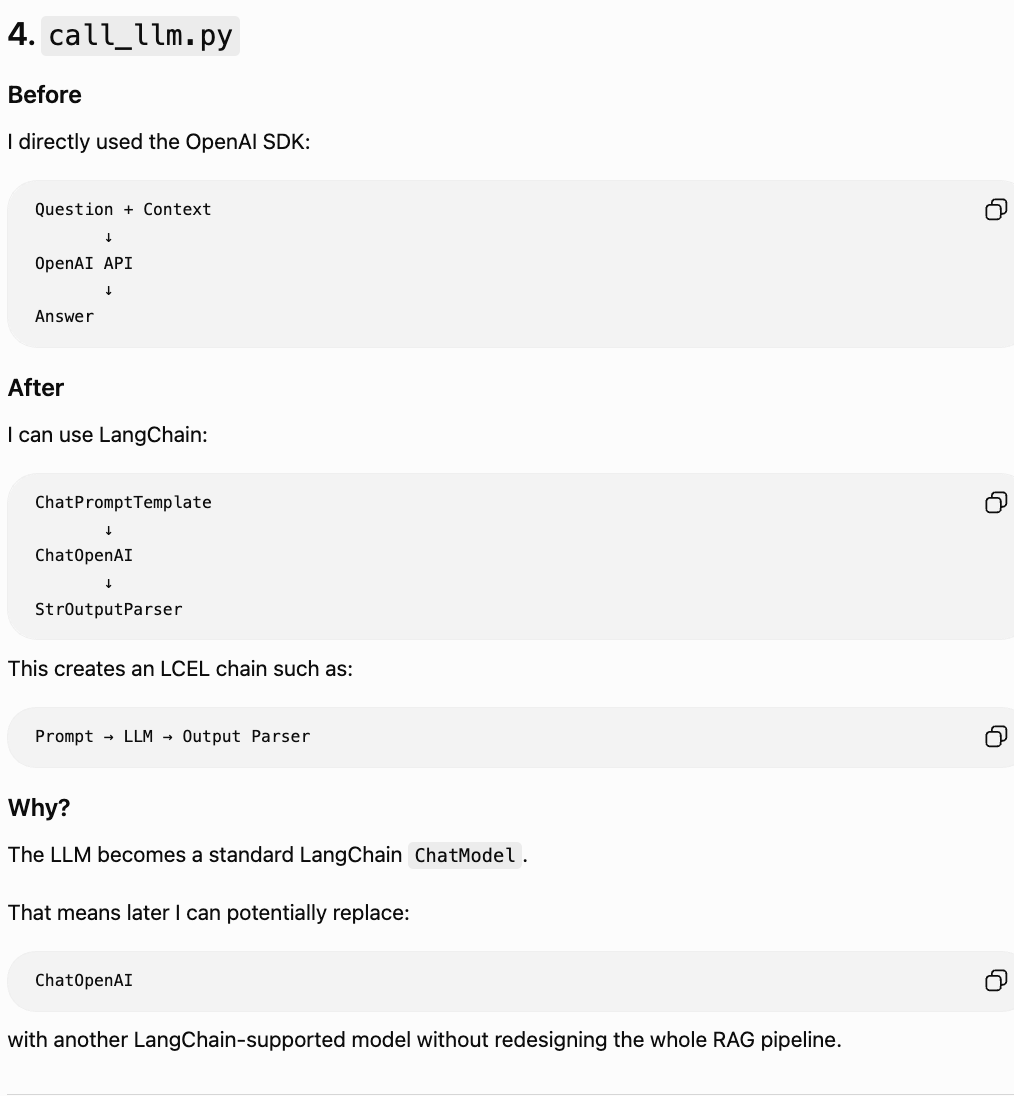 4. call_llm.py
Before
I directly used the OpenAI SDK:
Question + Context
↓
OpenAI API
↓
Answer
After
I can use LangChain:
ChatPromptTemplate
↓
ChatOpenAI
↓
StrOutputParser
This creates an LCEL chain such as:
Prompt → LLM → Output Parser
Why?
The LLM becomes a standard LangChain ChatModel.
That means later I can potentially replace:
ChatOpenAI
with another LangChain-supported model without redesigning the whole RAG pipeline.